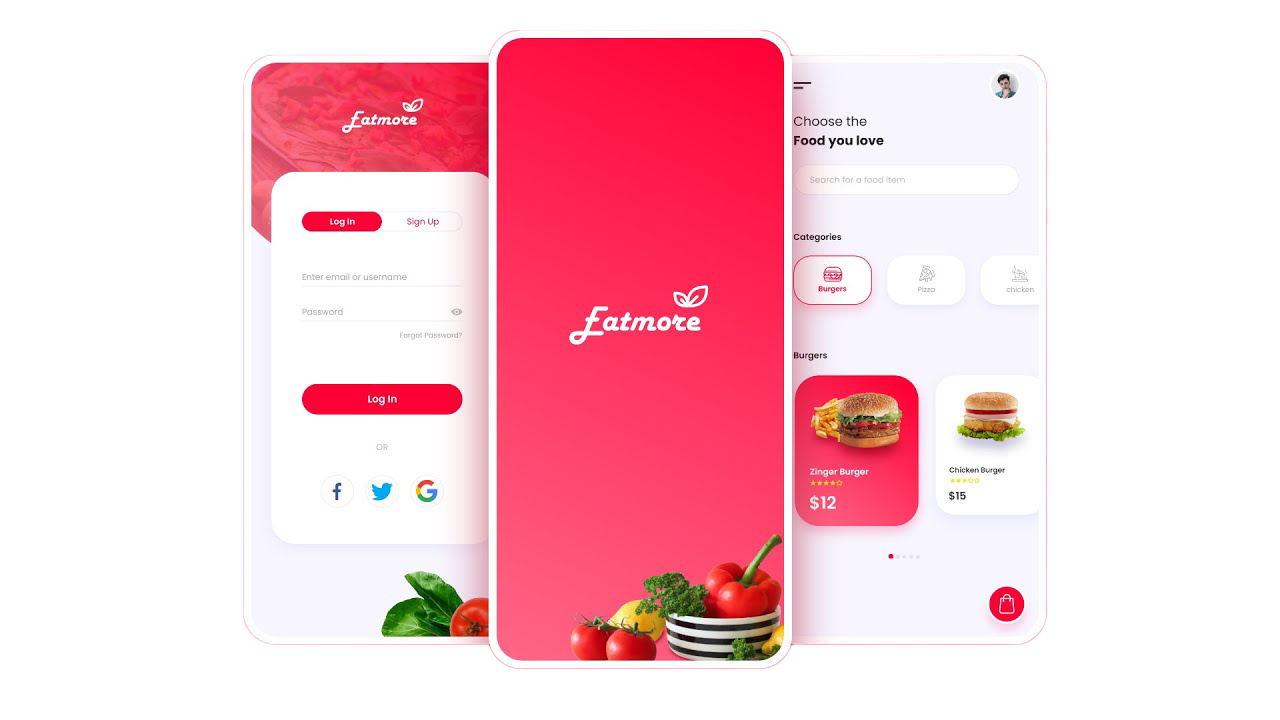 Eatmore
Log In
Sign Up
Enter email or username
Password
Forgot Password?
Log In
OR
Eatmore
Choose the
Food you love
Search for a food item
Categories
Burgers
Pizza
chicken
Burgers
Zinger Burger
$12
Chicken Burger
$15